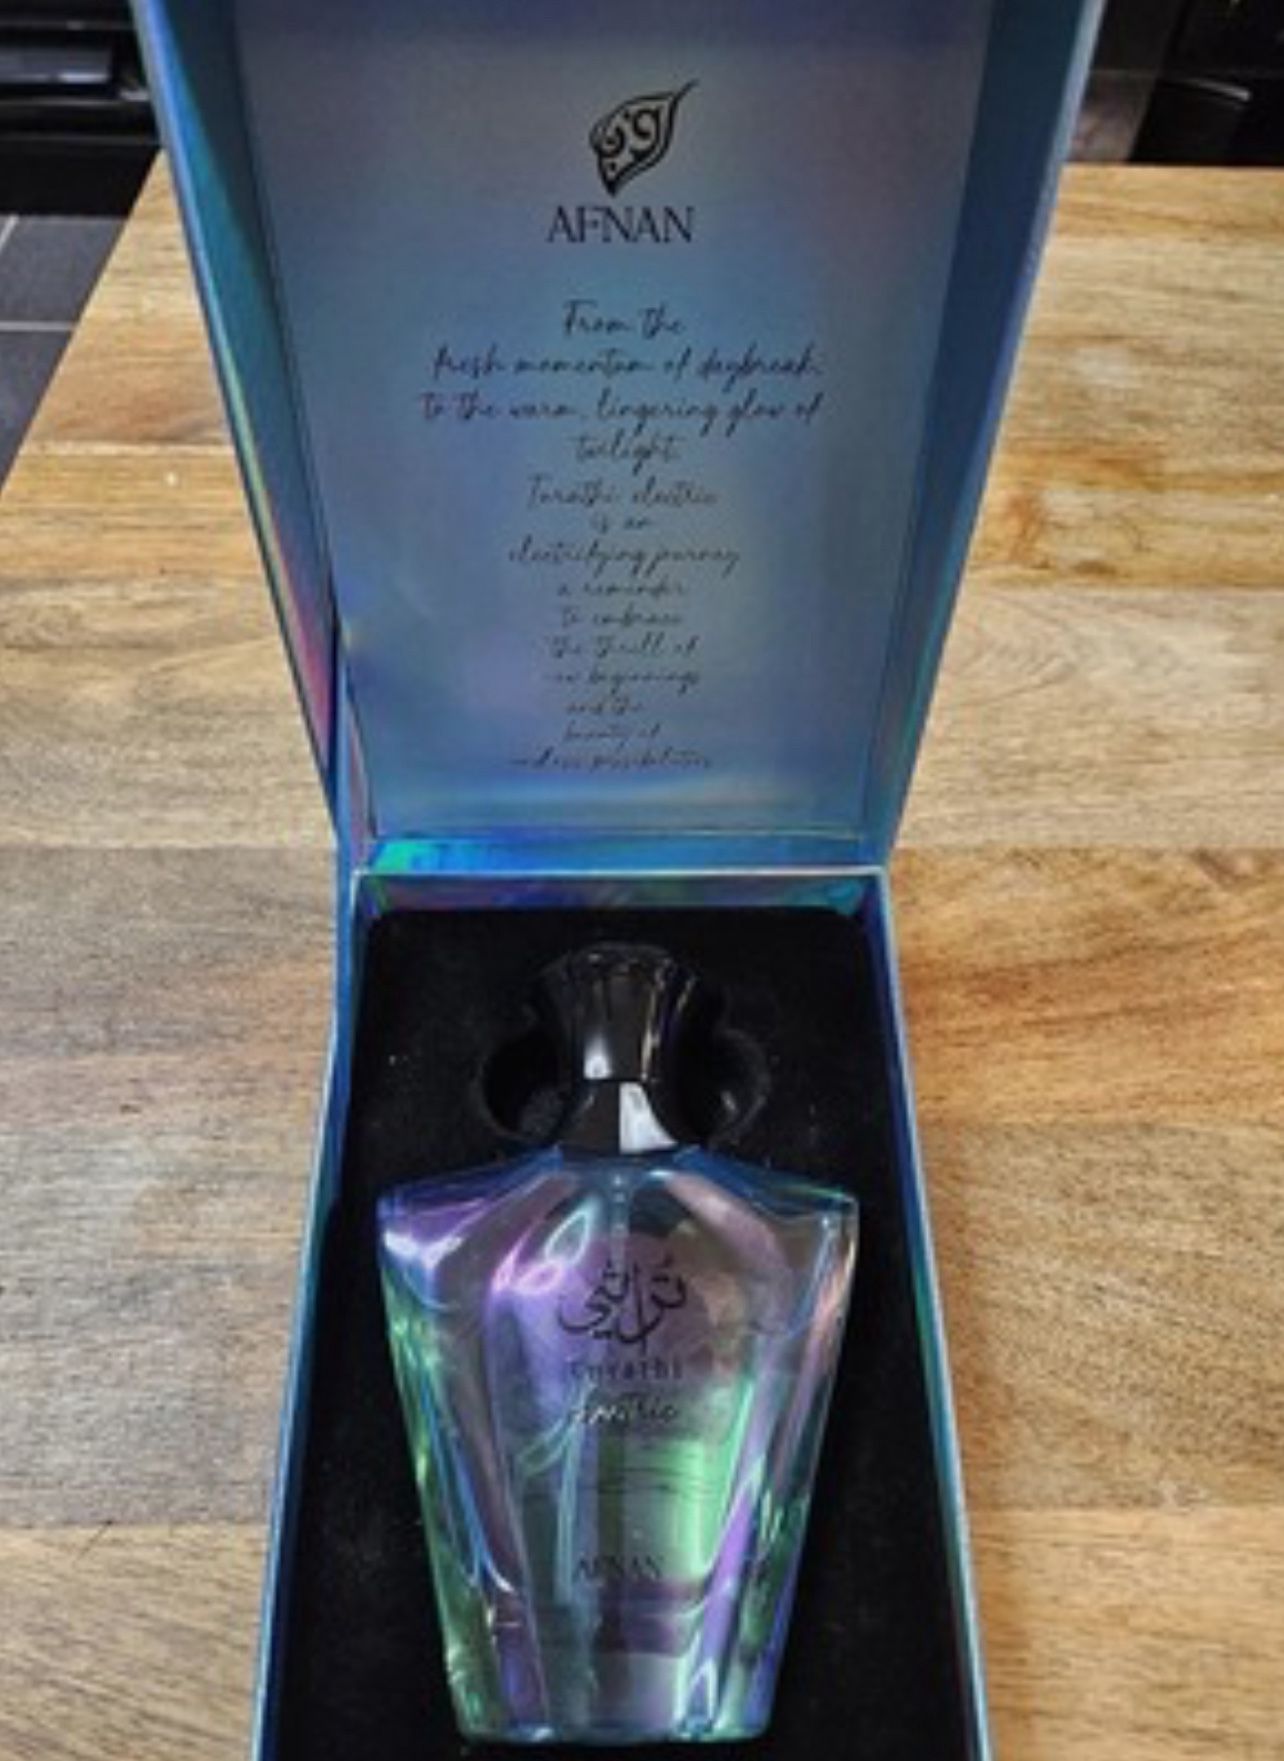 AFNAN
From the
fresh momentum of daybreak,
to the warm, lingering glow of
twilight.
Turathi electric
is an
electrifying journey
a reminder
to embrace
the thrill of
new beginnings
and the
beauty of
endless possibilities
تراثي
Turathi
electric
AFNAN